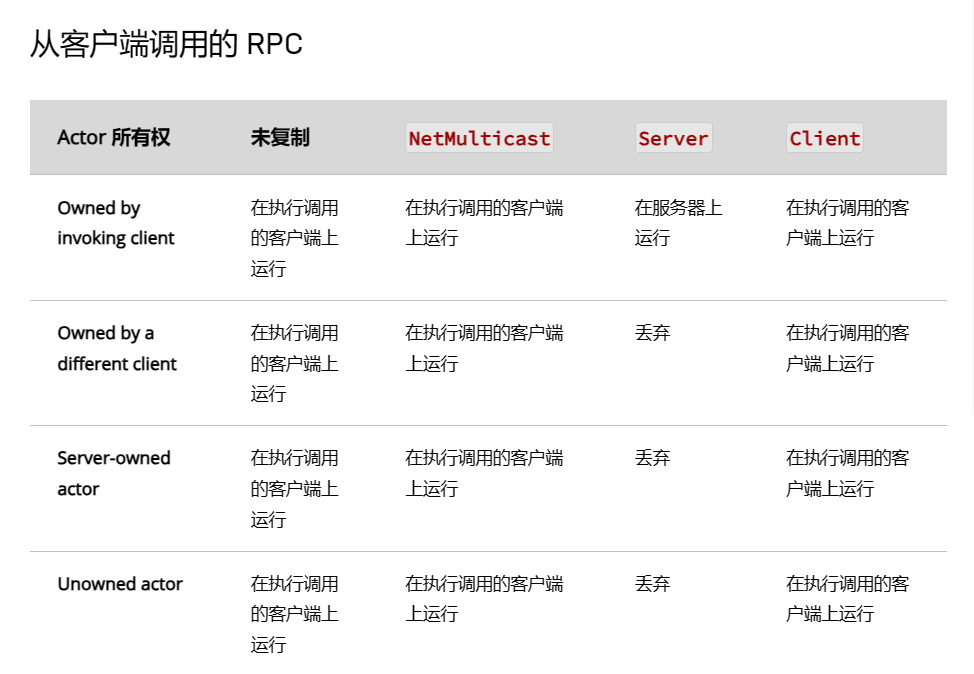 从客户端调用的 RPC
Actor 所有权 未复制 NetMulticast Server Client
Owned by 在执行调用 在执行调用的客户端 在服务器上 在执行调用的客
invoking client 的客户端上 上运行 运行 户端上运行
运行
Owned by a 在执行调用 在执行调用的客户端 丢弃 在执行调用的客
different client 的客户端上 上运行 户端上运行
运行
Server-owned 在执行调用 在执行调用的客户端 丢弃 在执行调用的客
actor 的客户端上 上运行 户端上运行
运行
Unowned actor 在执行调用 在执行调用的客户端 丢弃 在执行调用的客
的客户端上 上运行 户端上运行
运行